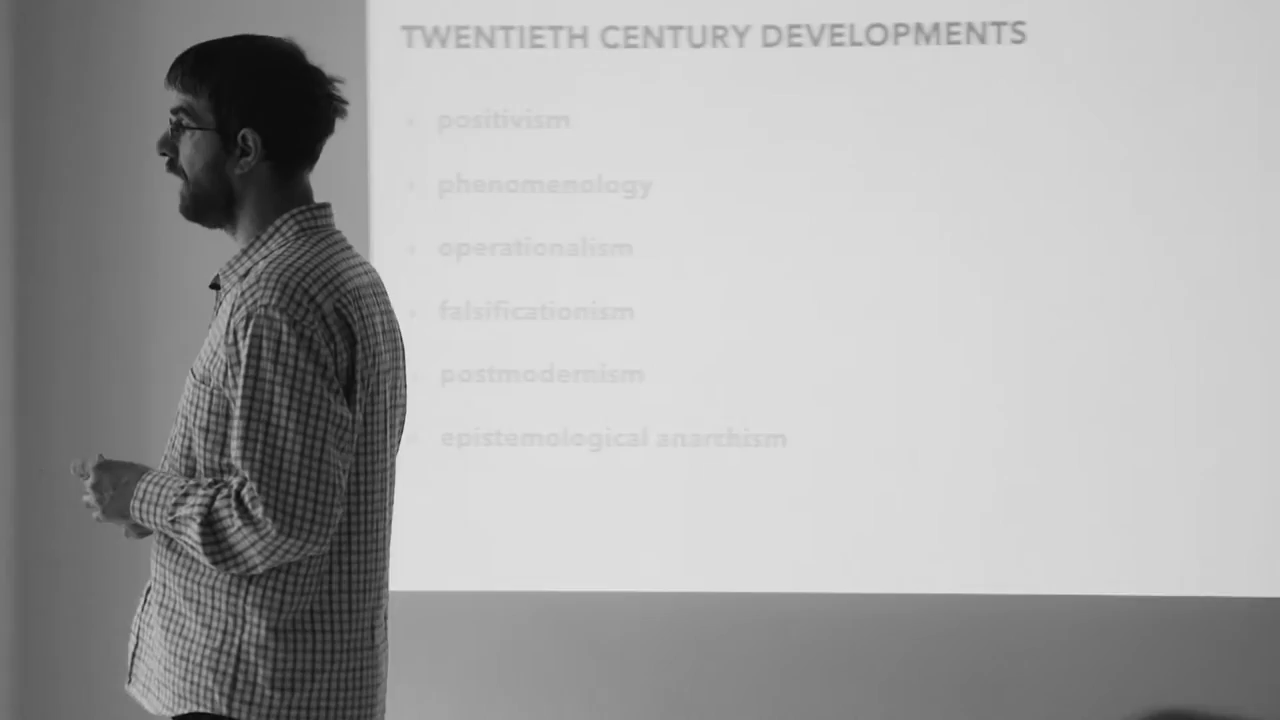 TWENTIETH CENTURY DEVELOPMENTS
• positivism
• phenomenology
• operationalism
• falsificationism
• postmodernism
• epistemological anarchism